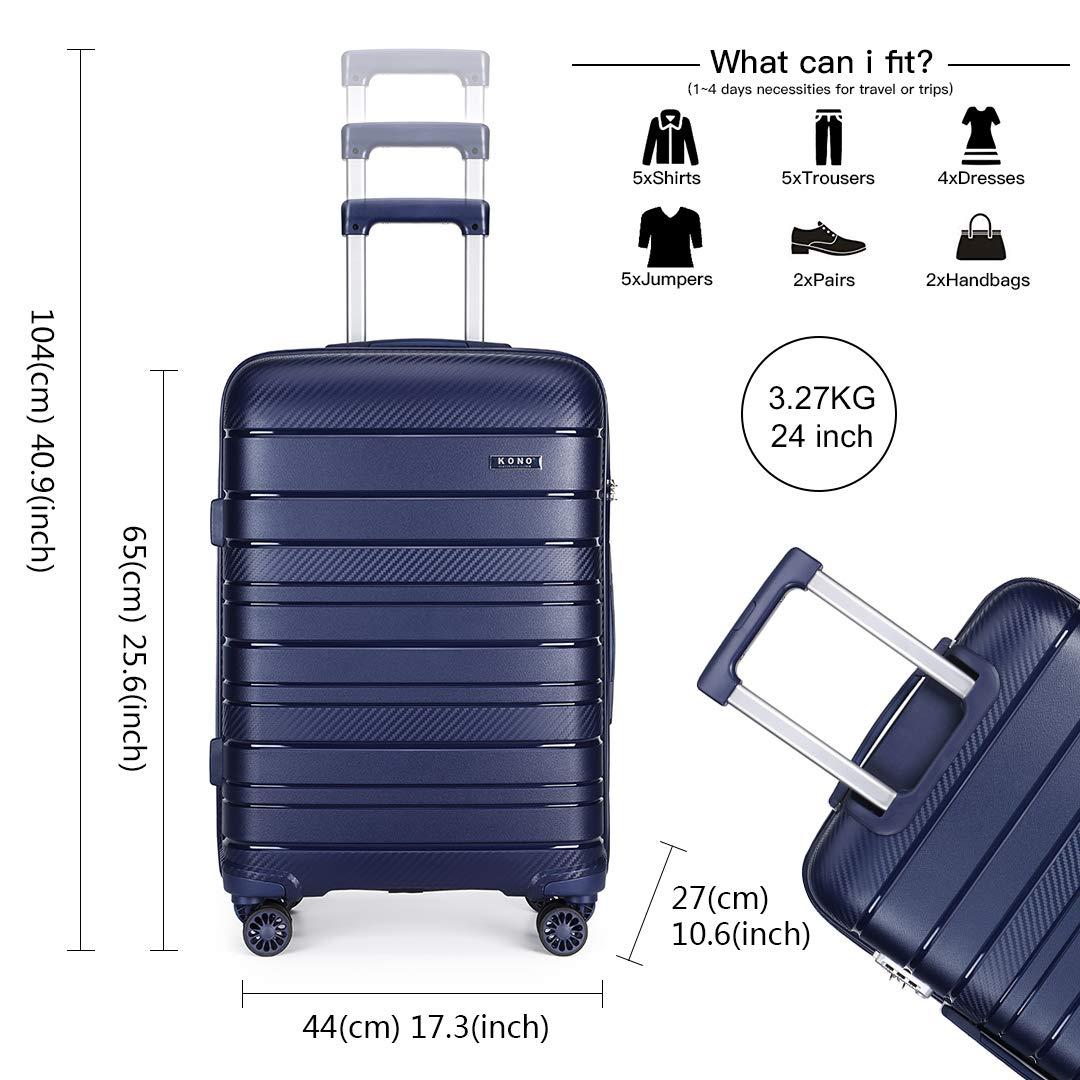 What can i fit?
(1~4 days necessities for travel or trips)
5xShirts
5xTrousers
4xDresses
5xJumpers
2xPairs
2xHandbags
3.27KG
24 inch
104(cm) 40.9(inch)
65(cm) 25.6(inch)
KONO
27(cm)
10.6(inch)
44(cm) 17.3(inch)